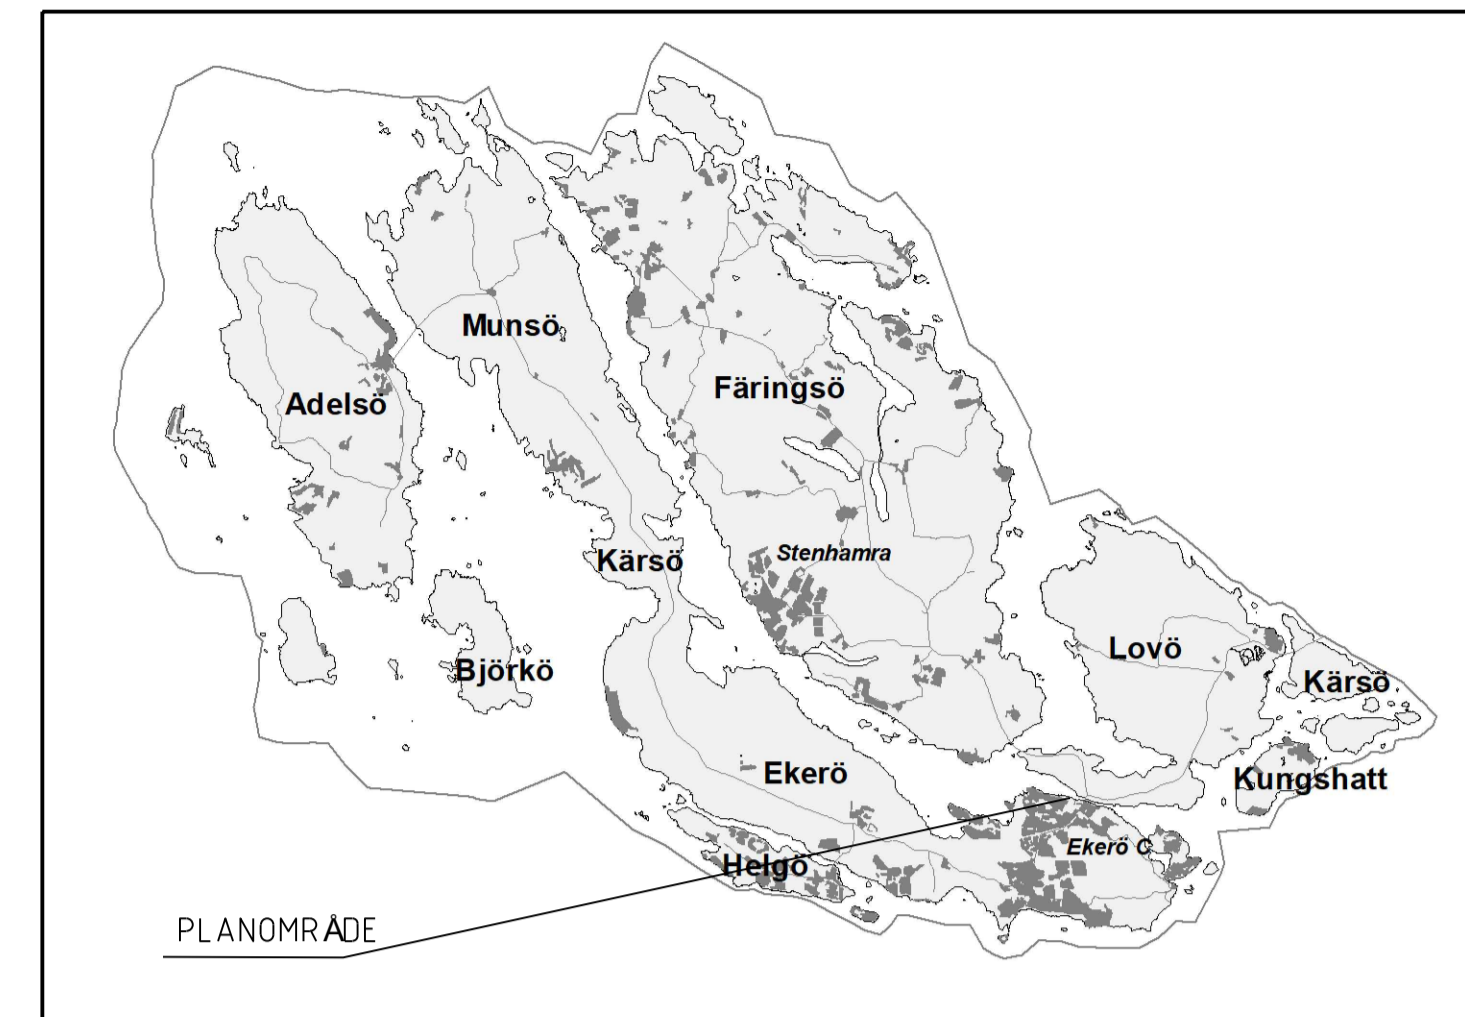 Munsö
Färingsö
Adelsö
Stenhamra
Kärsö
Lovö
Björkö
Kärsö
Ekerö
Kungshatt
Ekerö C
Helgö
PLANOMRÅDE